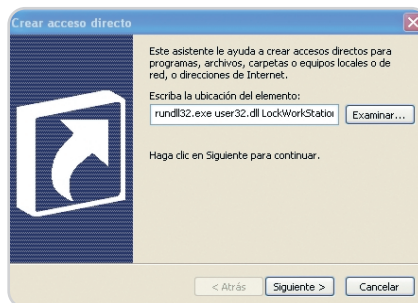 Crear acceso directo
Este asistente le ayuda a crear accesos directos para
programas, archivos, carpetas o equipos locales o de
red, o direcciones de Internet.
Escriba la ubicación del elemento:
rundll32.exe user32.dll LockWorkStation
Examinar...
Haga clic en Siguiente para continuar.
< Atrás
Siguiente >
Cancelar